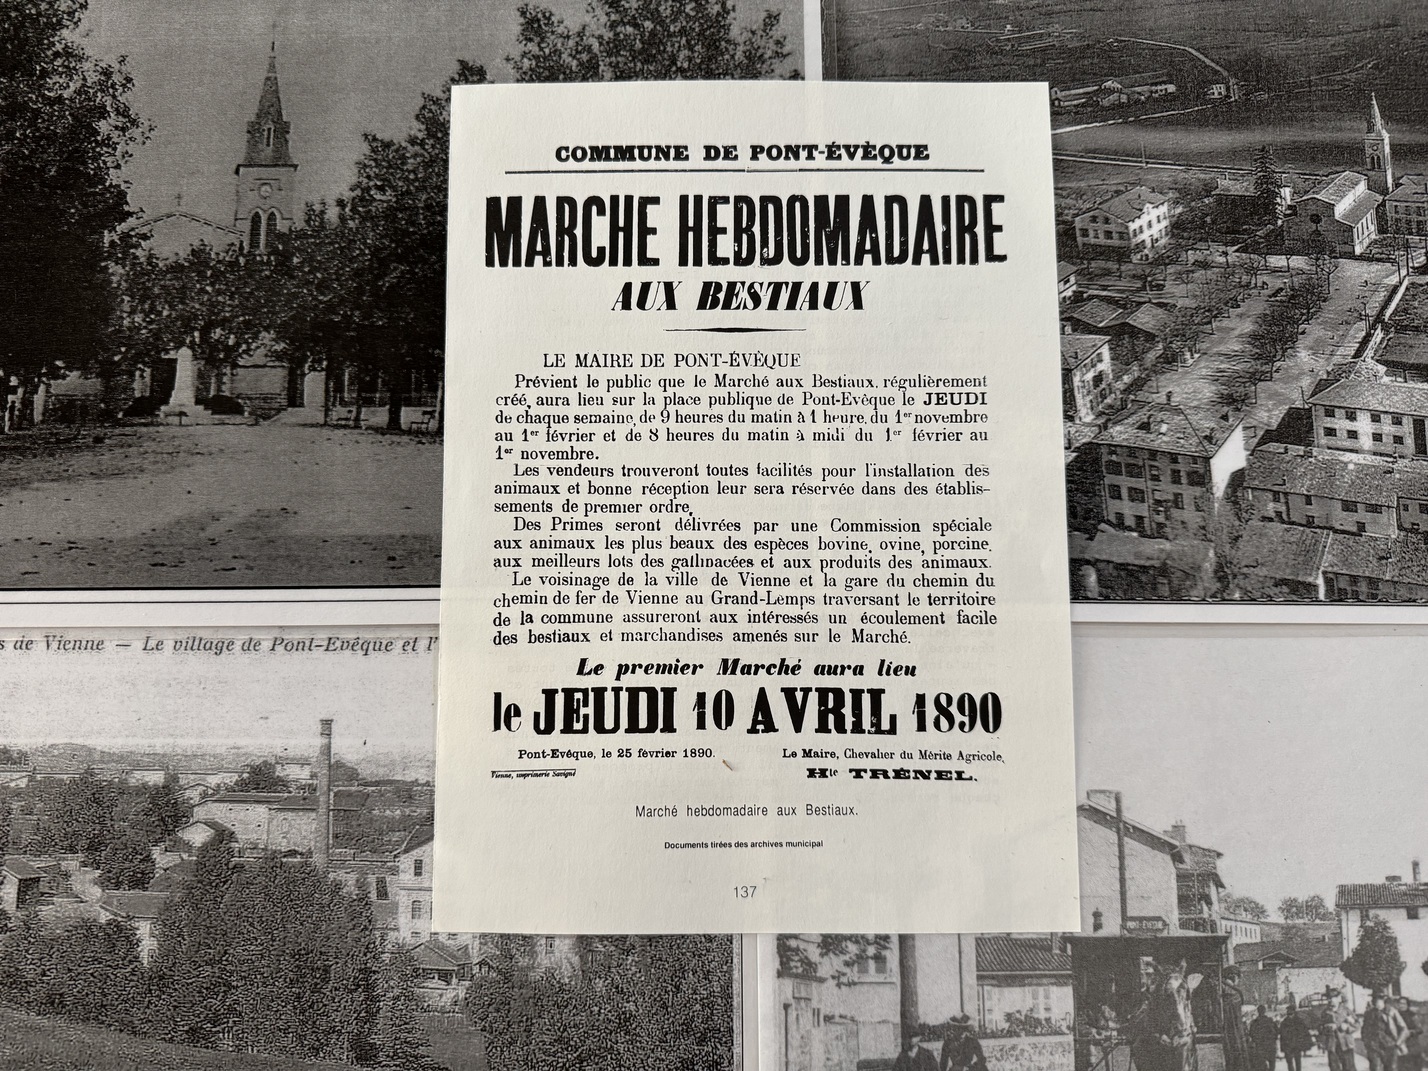 COMMUNE DE PONT-ÉVÈQUE
MARCHE HEBDOMADAIRE
AUX BESTIAUX
LE MAIRE DE PONT-ÉVÈQUE
Prévient le public que le Marché aux Bestiaux, régulièrement
créé, aura lieu sur la place publique de Pont-Evêque le JEUDI
de chaque semaine, de 9 heures du matin à 1 heure, du 1er novembre
au 1er février et de 8 heures du matin à midi du 1er février au
1er novembre.
Les vendeurs trouveront toutes facilités pour l'installation des
animaux et bonne réception leur sera réservée dans des établis-
sements de premier ordre.
Des Primes seront délivrées par une Commission spéciale
aux animaux les plus beaux des espèces bovine, ovine, porcine,
aux meilleurs lots des gallinacées et aux produits des animaux.
Le voisinage de la ville de Vienne et la gare du chemin du
chemin de fer de Vienne au Grand-Lemps traversant le territoire
de la commune assureront aux intéressés un écoulement facile
des bestiaux et marchandises amenés sur le Marché.
Le premier Marché aura lieu
le JEUDI 10 AVRIL 1890
Pont-Evêque, le 25 février 1890.
Le Maire, Chevalier du Mérite Agricole,
Hte TRÉNEL.
Vienne, imprimerie Savigné
Marché hebdomadaire aux Bestiaux.
Documents tirées des archives municipal
137
s de Vienne — Le village de Pont-Evêque et l'
PONT-EVEQUE